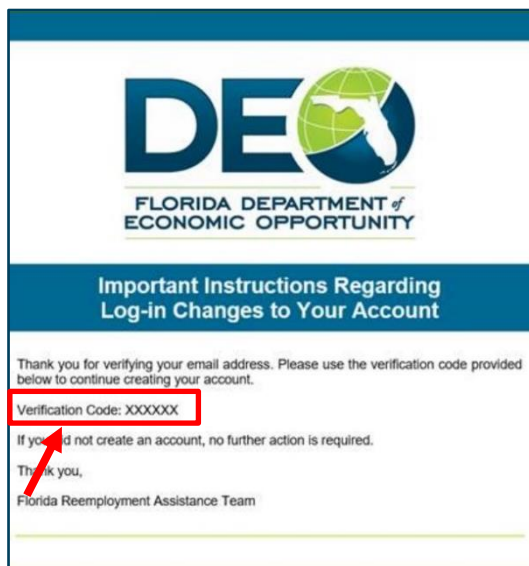 DEO
FLORIDA DEPARTMENT of
ECONOMIC OPPORTUNITY
Important Instructions Regarding
Log-in Changes to Your Account
Thank you for verifying your email address. Please use the verification code provided
below to continue creating your account.
Verification Code: XXXXXX
If you did not create an account, no further action is required.
Thank you,
Florida Reemployment Assistance Team